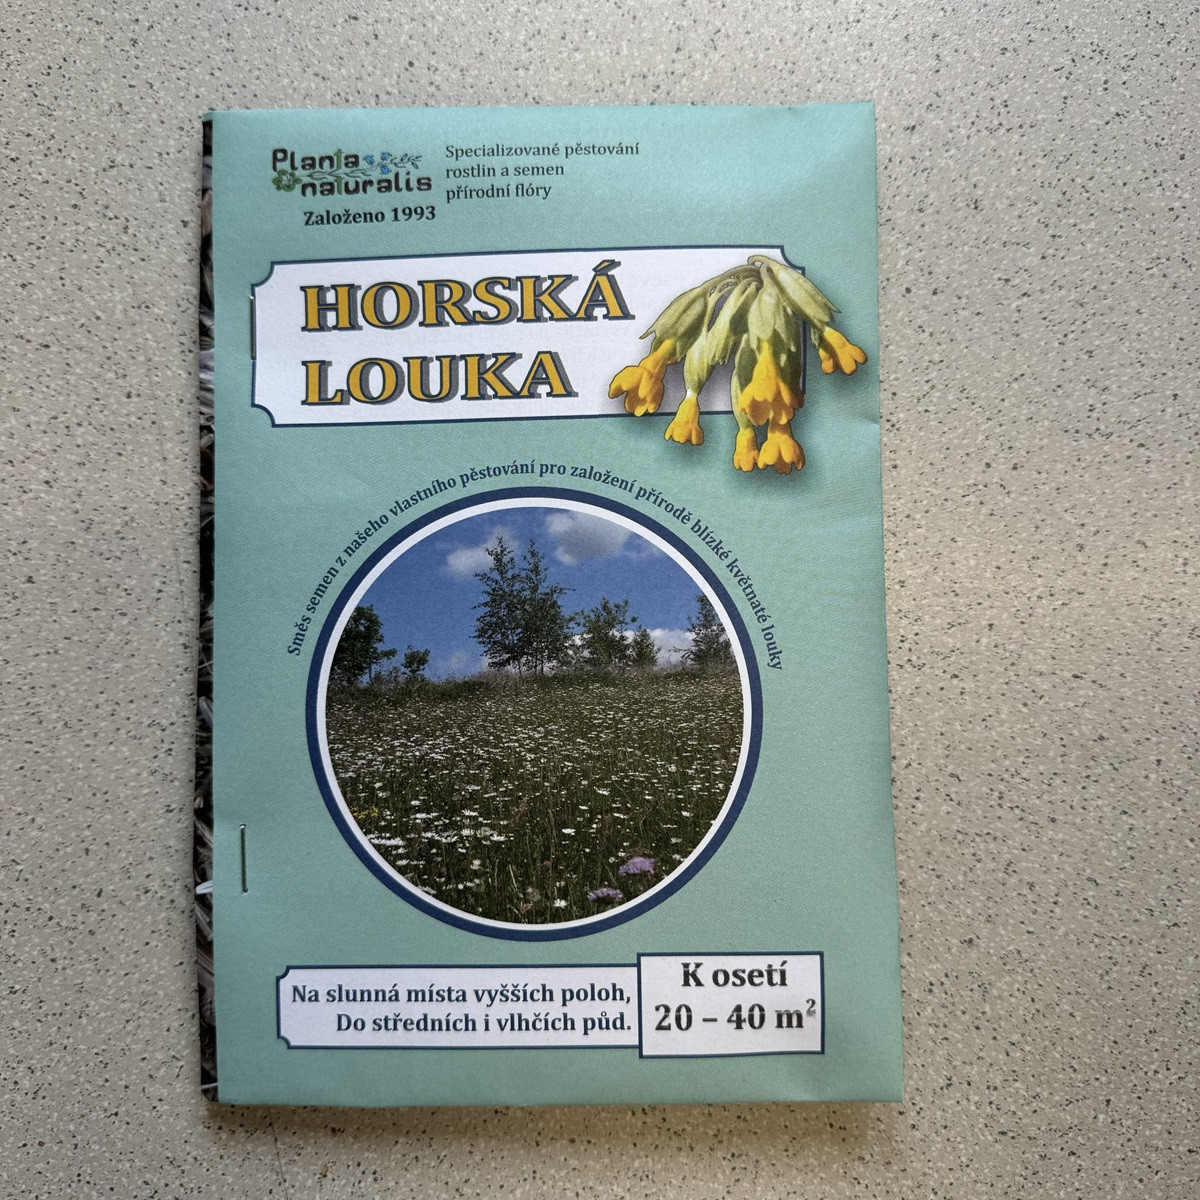 Planta
naturalis
Založeno 1993
Specializované pěstování
rostlin a semen
přírodní flóry
HORSKÁ
LOUKA
Směs semen z našeho vlastního pěstování pro založení přírodě blízké květnaté louky
Na slunná místa vyšších poloh,
Do středních i vlhčích půd.
K osetí
20 – 40 m²